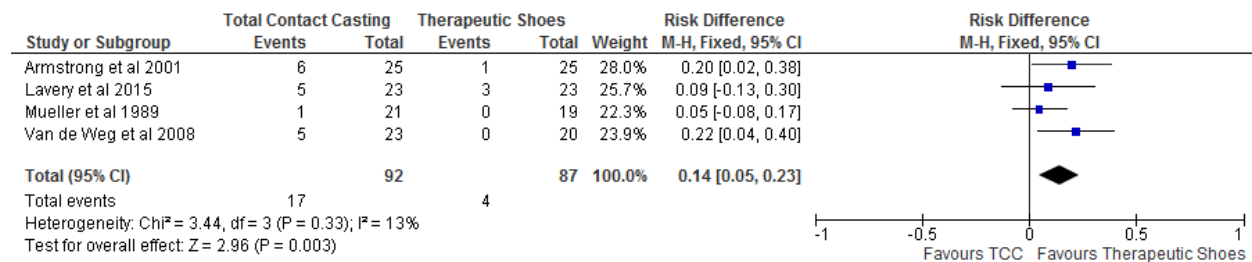 Total Contact Casting Therapeutic Shoes Risk Difference Risk Difference
Study or Subgroup Events Total Events Total Weight M-H, Fixed, 95% CI M-H, Fixed, 95% CI
Armstrong et al 2001 6 25 1 25 28.0% 0.20 [0.02, 0.38]
Lavery et al 2015 5 23 3 23 25.7% 0.09 [-0.13, 0.30]
Mueller et al 1989 1 21 0 19 22.3% 0.05 [-0.08, 0.17]
Van de Weg et al 2008 5 23 0 20 23.9% 0.22 [0.04, 0.40]
Total (95% CI) 92 87 100.0% 0.14 [0.05, 0.23]
Total events 17 4
Heterogeneity: Chi² = 3.44, df = 3 (P = 0.33); I² = 13%
Test for overall effect: Z = 2.96 (P = 0.003)
-1 -0.5 0 0.5 1
Favours TCC Favours Therapeutic Shoes